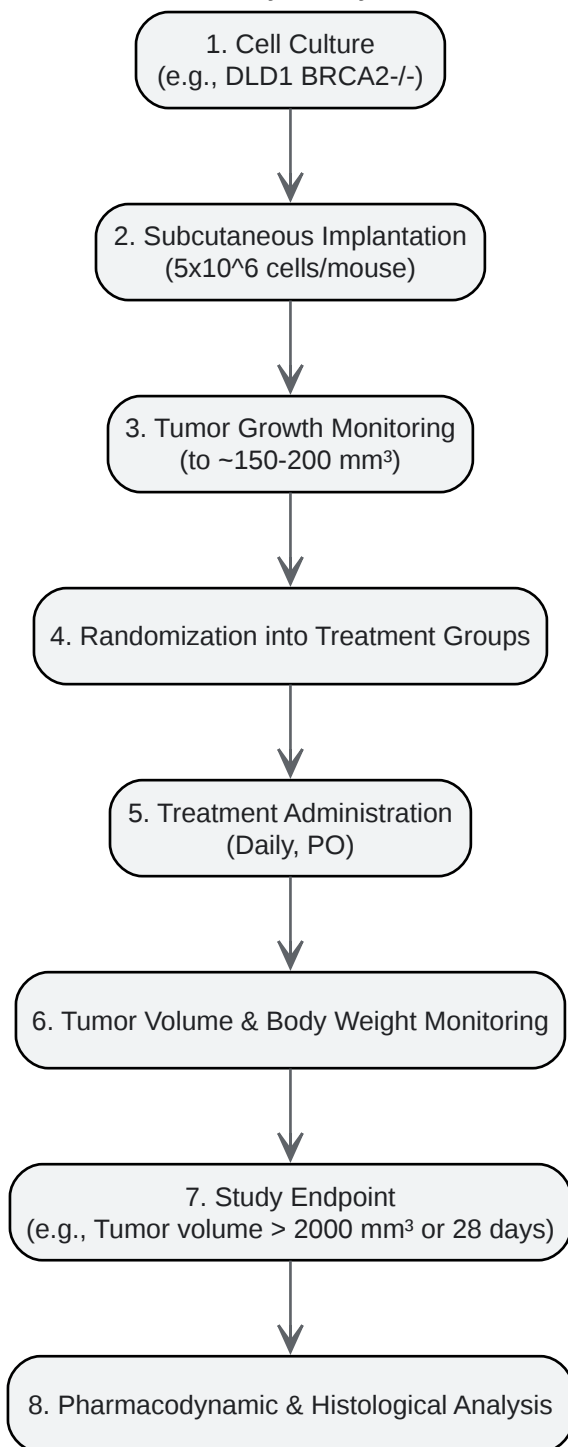 1. Cell Culture
(e.g., DLD1 BRCA2-/-)
2. Subcutaneous Implantation
(5x10^6 cells/mouse)
3. Tumor Growth Monitoring
(to ~150-200 mm³)
4. Randomization into Treatment Groups
5. Treatment Administration
(Daily, PO)
6. Tumor Volume & Body Weight Monitoring
7. Study Endpoint
(e.g., Tumor volume > 2000 mm³ or 28 days)
8. Pharmacodynamic & Histological Analysis